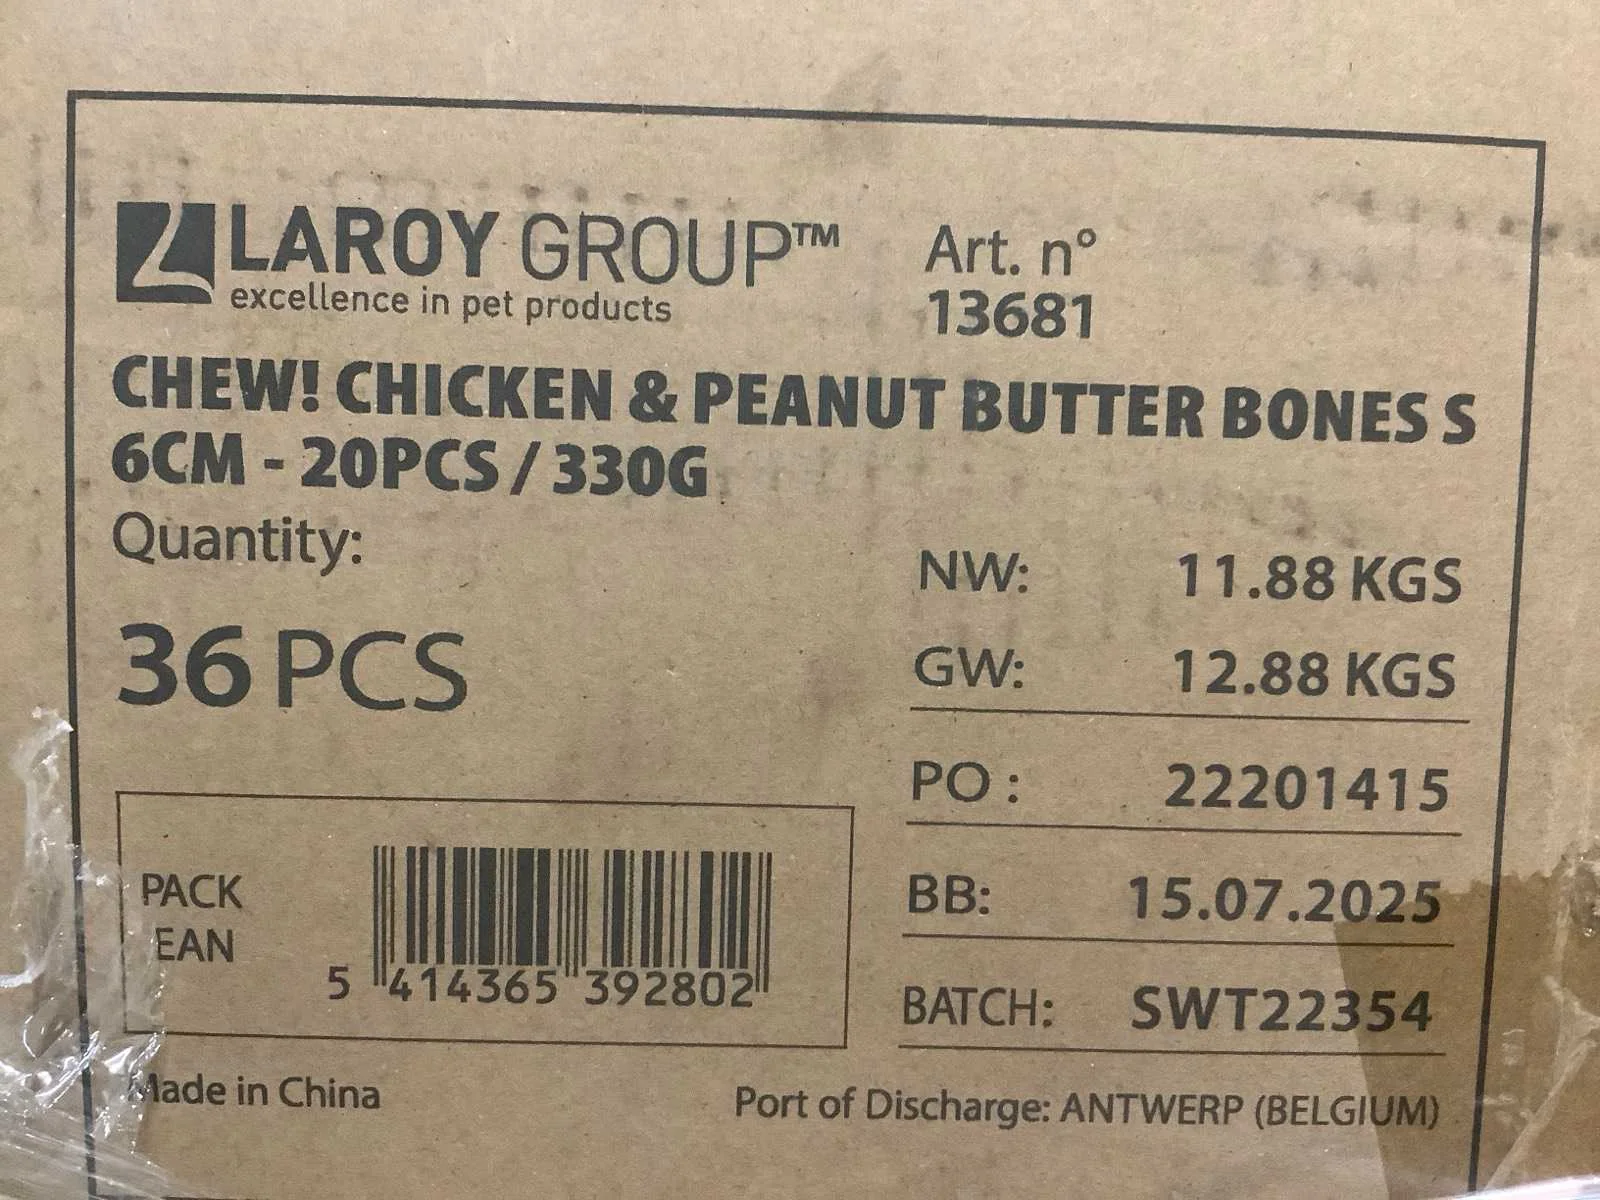 LAROY GROUP™
excellence in pet products
Art. n°
13681
CHEW! CHICKEN & PEANUT BUTTER BONES S
6CM - 20PCS / 330G
Quantity:
36 PCS
NW: 11.88 KGS
GW: 12.88 KGS
PO : 22201415
BB: 15.07.2025
BATCH: SWT22354
PACK
EAN
5 414365 392802
Made in China
Port of Discharge: ANTWERP (BELGIUM)